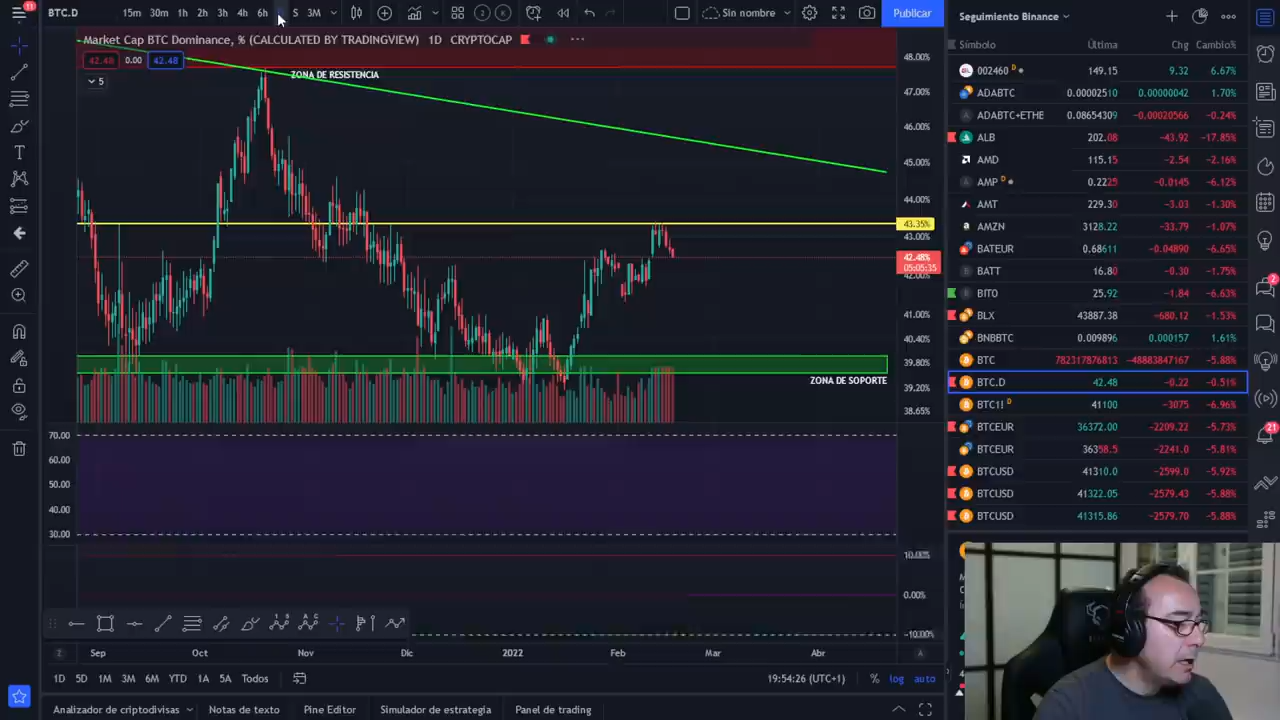 11
BTC.D
15m 30m 1h 2h 3h 4h 6h S 3M
Sin nombre
Publicar
Market Cap BTC Dominance, % (CALCULATED BY TRADINGVIEW) 1D CRYPTOCAP
42.48 0.00 42.48
5
ZONA DE RESISTENCIA
ZONA DE SOPORTE
48.00%
47.00%
46.00%
45.00%
44.00%
43.35%
43.00%
42.48%
05:05:35
42.00%
41.00%
40.40%
39.80%
39.20%
38.65%
70.00
60.00
50.00
40.00
30.00
10.00%
0.00%
-10.00%
Sep Oct Nov Dic 2022 Feb Mar Abr
1D 5D 1M 3M 6M YTD 1A 5A Todos
19:54:26 (UTC+1) % log auto
Analizador de criptodivisas Notas de texto Pine Editor Simulador de estrategia Panel de trading
Seguimiento Binance
Símbolo Última Chg Cambio%
002460 D 149.15 9.32 6.67%
ADABTC 0.00002510 0.00000042 1.70%
ADABTC+ETHE 0.08654309 -0.00020566 -0.24%
ALB 202.08 -43.92 -17.85%
AMD 115.15 -2.54 -2.16%
AMP D 0.2225 -0.0145 -6.12%
AMT 229.30 -3.03 -1.30%
AMZN 3128.22 -33.79 -1.07%
BATEUR 0.68611 -0.04890 -6.65%
BATT 16.80 -0.30 -1.75%
BITO 25.92 -1.84 -6.63%
BLX 43887.38 -680.12 -1.53%
BNBBTC 0.009896 0.000157 1.61%
BTC 782317876813 -48883847167 -5.88%
BTC.D 42.48 -0.22 -0.51%
BTC1! D 41100 -3075 -6.96%
BTCEUR 36372.00 -2209.22 -5.73%
BTCEUR 36358.5 -2241.0 -5.81%
BTCUSD 41310.0 -2599.0 -5.92%
BTCUSD 41322.05 -2579.43 -5.88%
BTCUSD 41315.86 -2579.70 -5.88%
2
21